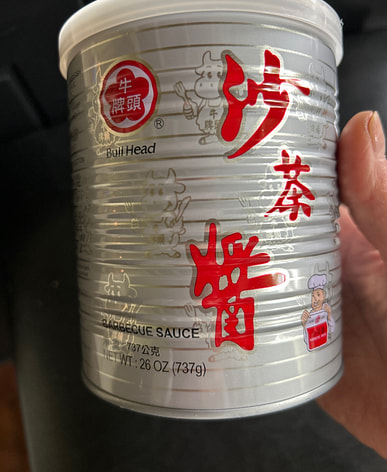 牛
頭
牌
®
Bull Head
沙
茶
醬
BARBECUE SAUCE
737公克
NET WT : 26 OZ (737g)